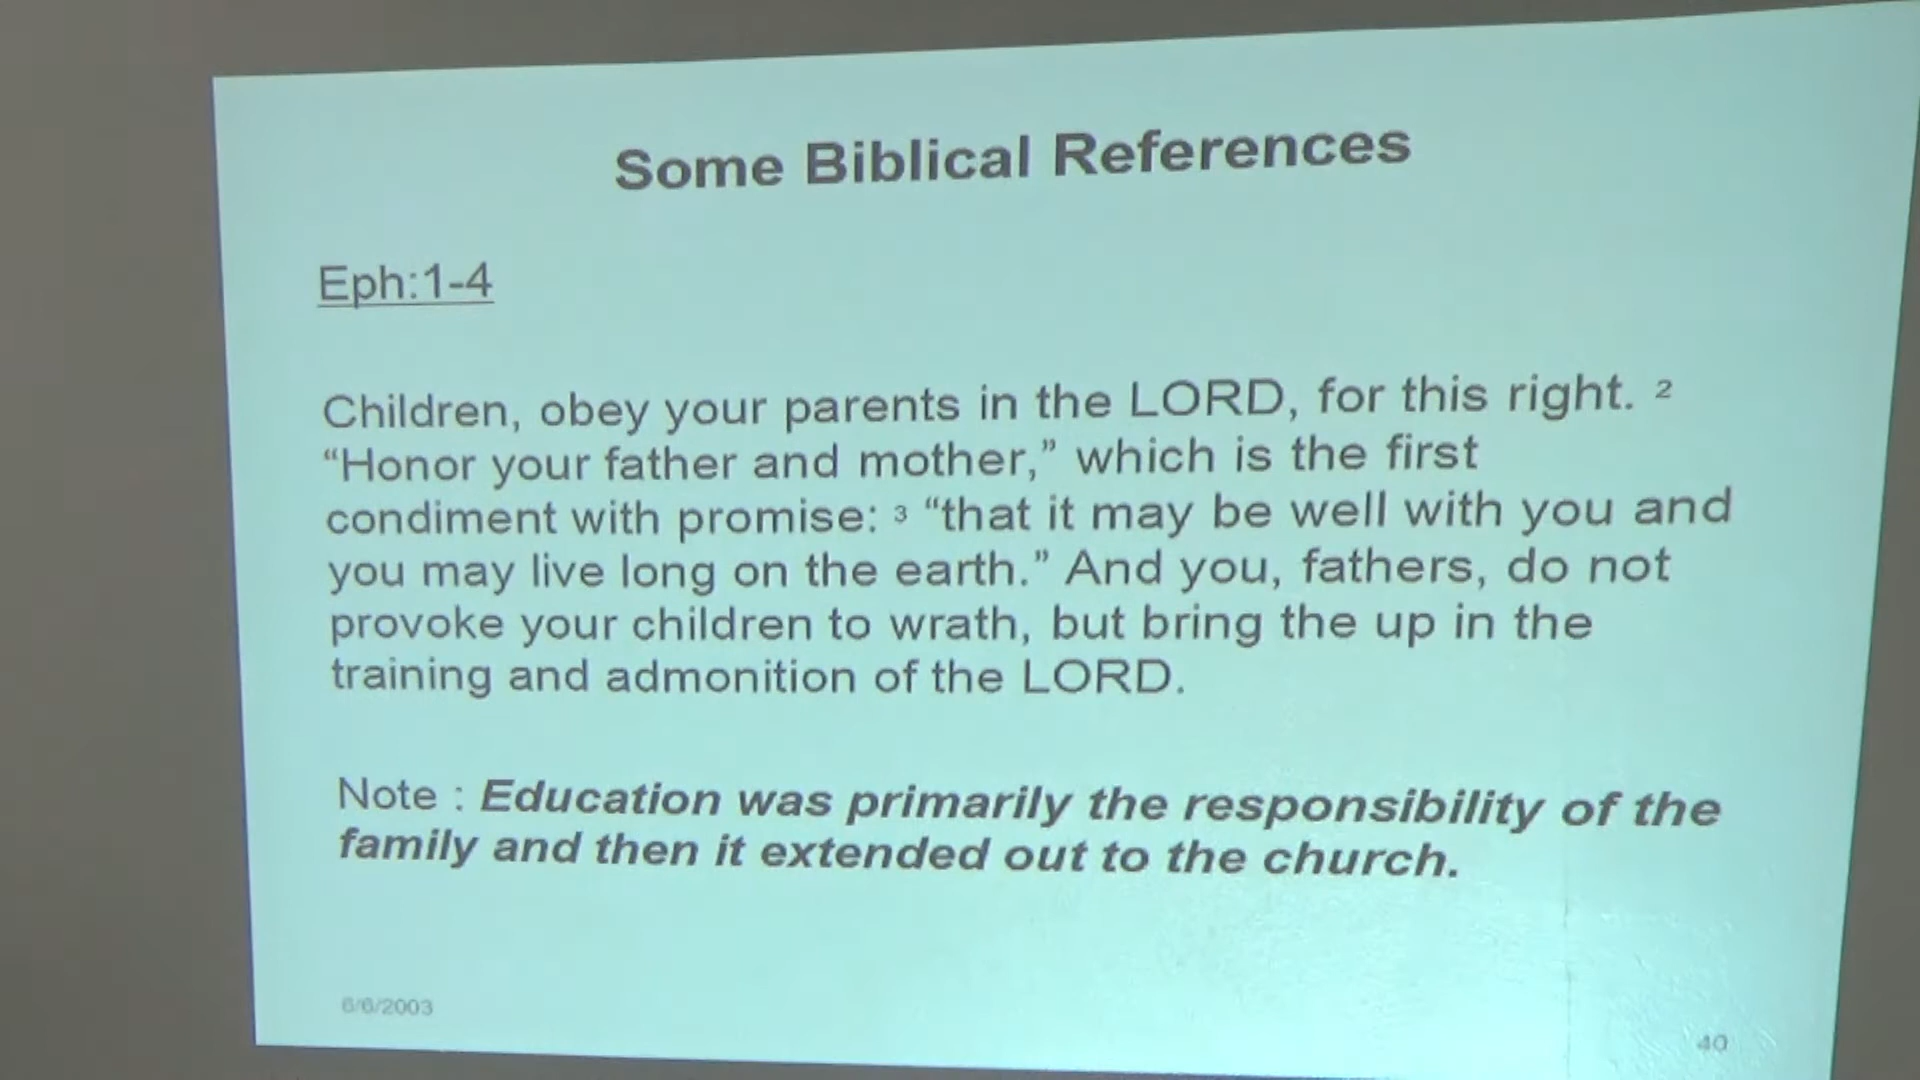 Some Biblical References
Eph:1-4
Children, obey your parents in the LORD, for this right. ²
“Honor your father and mother,” which is the first
condiment with promise: ³ “that it may be well with you and
you may live long on the earth.” And you, fathers, do not
provoke your children to wrath, but bring the up in the
training and admonition of the LORD.
Note : Education was primarily the responsibility of the
family and then it extended out to the church.
6/6/2003
40